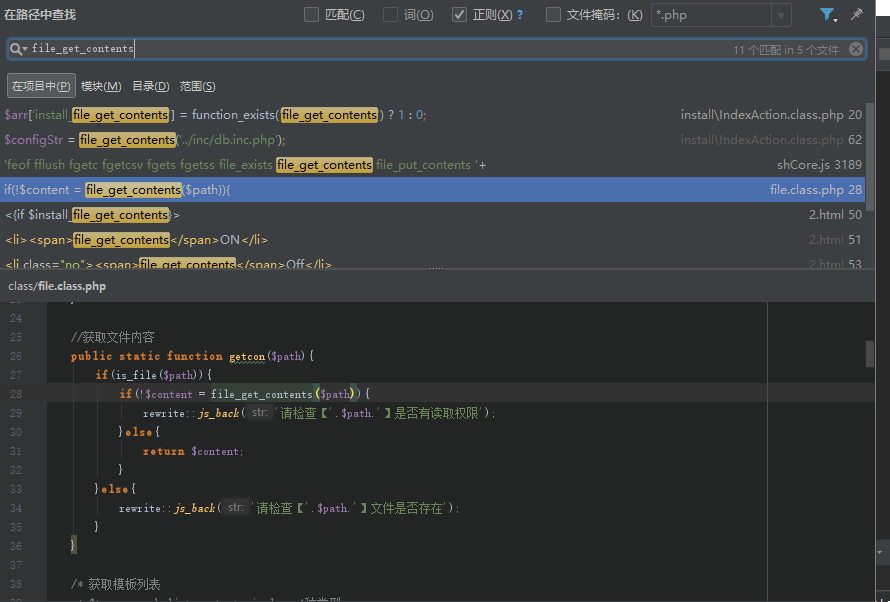 在路径中查找 匹配(C) 词(O) 正则(X) ? 文件掩码: (K) *.php
file_get_contents 11 个匹配 in 5 个文件
在项目中(P) 模块(M) 目录(D) 范围(S)
$arr['install_file_get_contents'] = function_exists('file_get_contents') ? 1 : 0; install\IndexAction.class.php 20
$configStr = file_get_contents('../inc/db.inc.php'); install\IndexAction.class.php 62
'feof fflush fgetc fgetcsv fgets fgetss file_exists file_get_contents file_put_contents '+ shCore.js 3189
if(!$content = file_get_contents($path)){ file.class.php 28
<{if $install_file_get_contents}> 2.html 50
<li><span>file_get_contents</span>ON</li> 2.html 51
<li class="no"><span>file_get_contents</span>Off</li> 2.html 53
class/file.class.php
24
25 //获取文件内容
26 public static function getcon($path){
27 if(is_file($path)){
28 if(!$content = file_get_contents($path)){
29 rewrite::js_back( str: '请检查【'.$path.'】是否有读取权限');
30 }else{
31 return $content;
32 }
33 }else{
34 rewrite::js_back( str: '请检查【'.$path.'】文件是否存在');
35 }
36 }
37
38 /* 获取模板列表